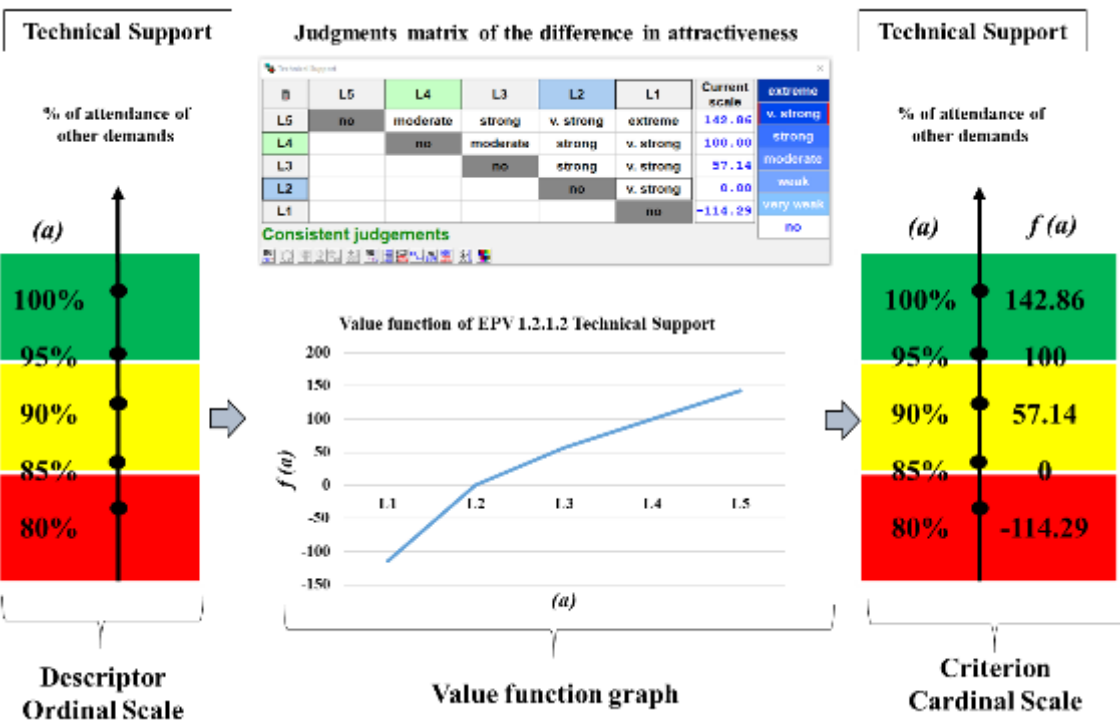 Technical Support
Judgments matrix of the difference in attractiveness
Technical Support
% of attendance of
other demands
Technical Support
L5 L4 L3 L2 L1 Current scale extreme
L5 no moderate strong v. strong extreme 142.86 v. strong
L4 no moderate strong v. strong 100.00 strong
L3 no strong v. strong 57.14 moderate
L2 no v. strong 0.00 weak
L1 no -114.29 very weak
no
Consistent judgements
% of attendance of
other demands
(a)
100%
95%
90%
85%
80%
Value function of EPV 1.2.1.2 Technical Support
200
150
100
50
0
-50
-100
-150
f (a)
L1 L2 L3 L4 L5
(a)
(a) f (a)
100% 142.86
95% 100
90% 57.14
85% 0
80% -114.29
Descriptor
Ordinal Scale
Value function graph
Criterion
Cardinal Scale